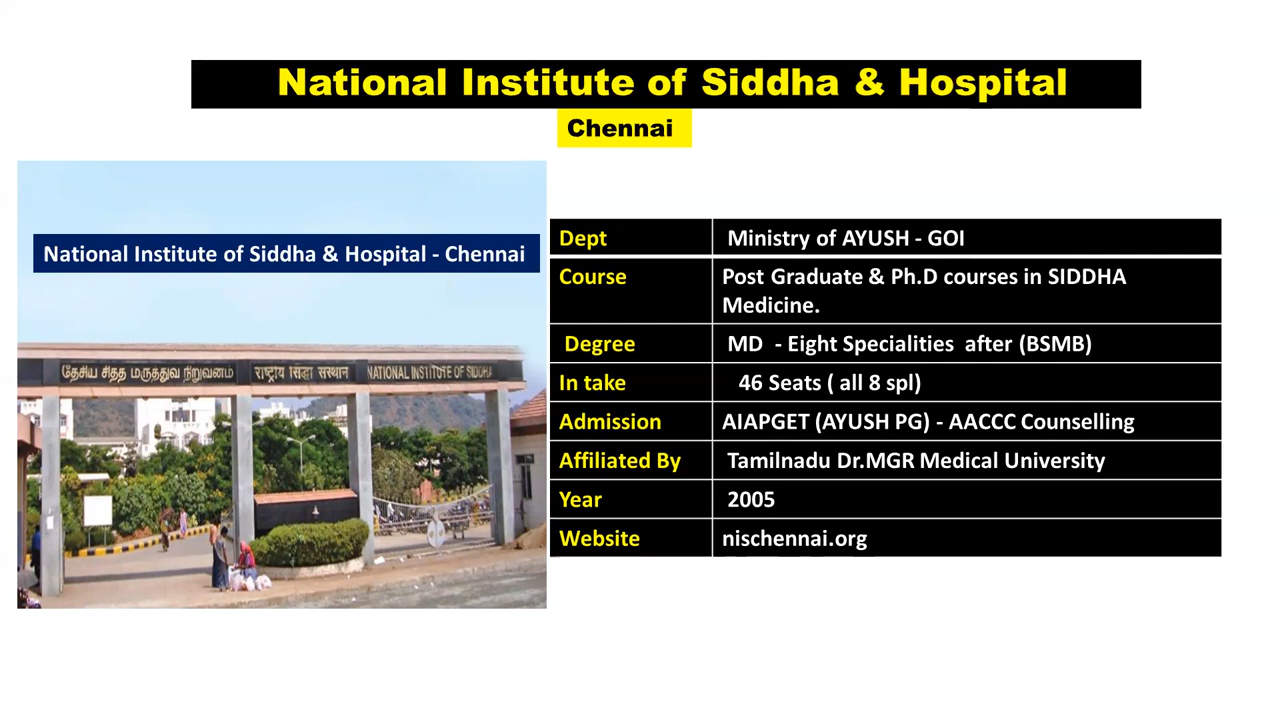 National Institute of Siddha & Hospital
Chennai
National Institute of Siddha & Hospital - Chennai
தேசிய சித்த மருத்துவ நிறுவனம் राष्ट्रीय सिद्ध संस्थान NATIONAL INSTITUTE OF SIDDHA
Dept Ministry of AYUSH - GOI
Course Post Graduate & Ph.D courses in SIDDHA
Medicine.
Degree MD - Eight Specialities after (BSMB)
In take 46 Seats ( all 8 spl)
Admission AIAPGET (AYUSH PG) - AACCC Counselling
Affiliated By Tamilnadu Dr.MGR Medical University
Year 2005
Website nischennai.org